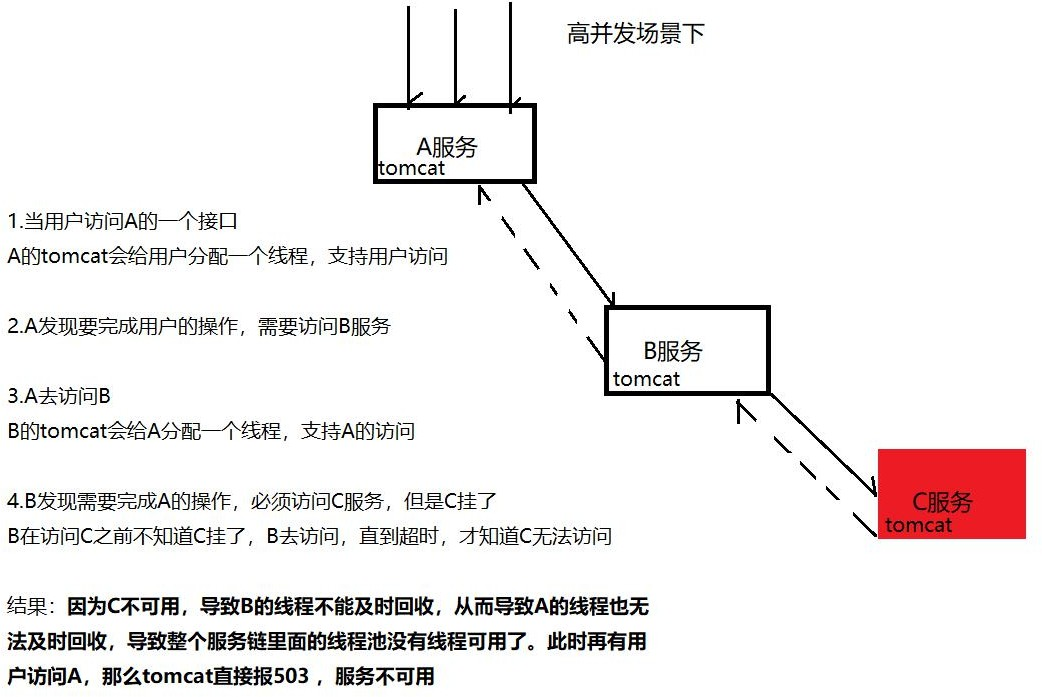 高并发场景下
A服务
tomcat
1.当用户访问A的一个接口
A的tomcat会给用户分配一个线程，支持用户访问
2.A发现要完成用户的操作，需要访问B服务
B服务
tomcat
3.A去访问B
B的tomcat会给A分配一个线程，支持A的访问
4.B发现需要完成A的操作，必须访问C服务，但是C挂了
B在访问C之前不知道C挂了，B去访问，直到超时，才知道C无法访问
C服务
tomcat
结果：因为C不可用，导致B的线程不能及时回收，从而导致A的线程也无
法及时回收，导致整个服务链里面的线程池没有线程可用了。此时再有用
户访问A，那么tomcat直接报503 ，服务不可用